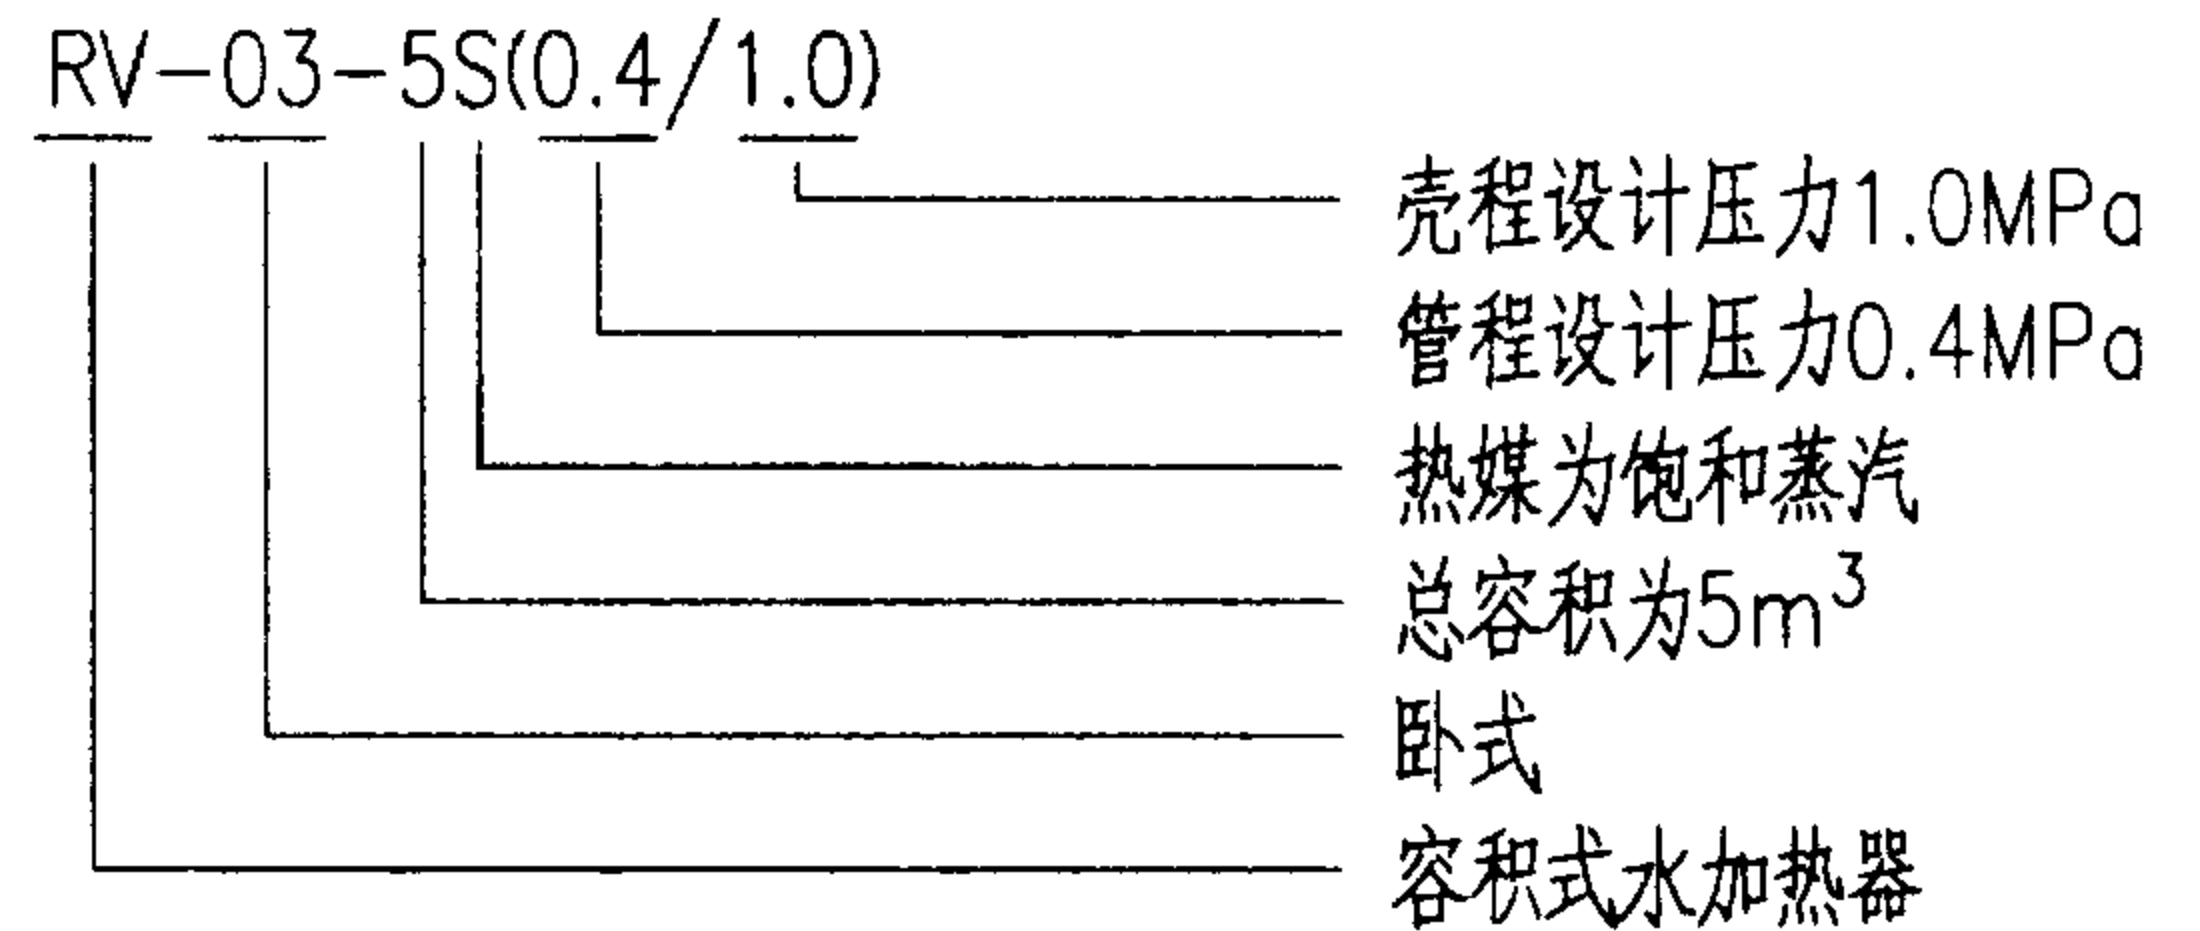 RV-03-5S(0.4/1.0)
壳程设计压力1.0MPa
管程设计压力0.4MPa
热媒为饱和蒸汽
总容积为5m³
卧式
容积式水加热器